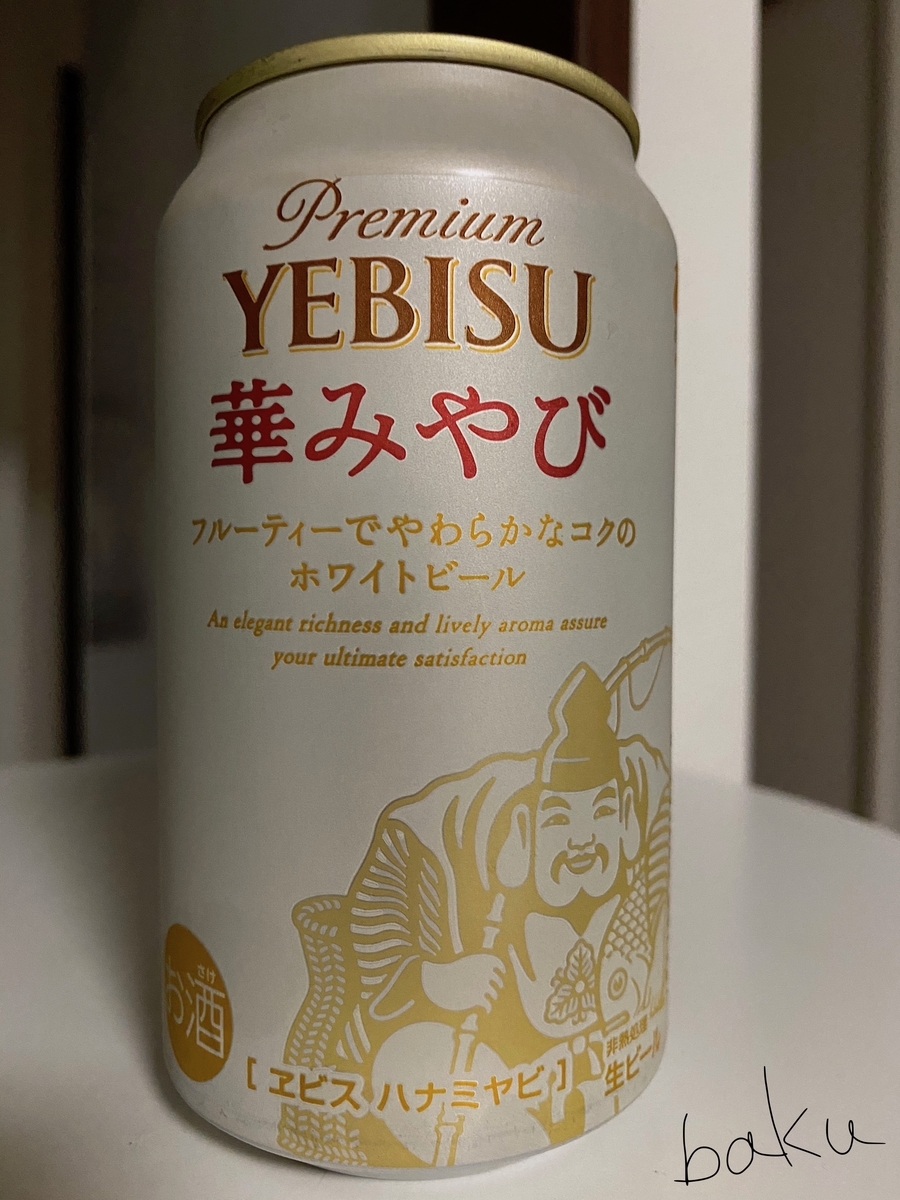 Premium
YEBISU
華みやび
フルーティーでやわらかなコクの
ホワイトビール
An elegant richness and lively aroma assure
your ultimate satisfaction
さけ
お酒
[ヱビス ハナミヤビ]
非熱処理
生ビール
baku